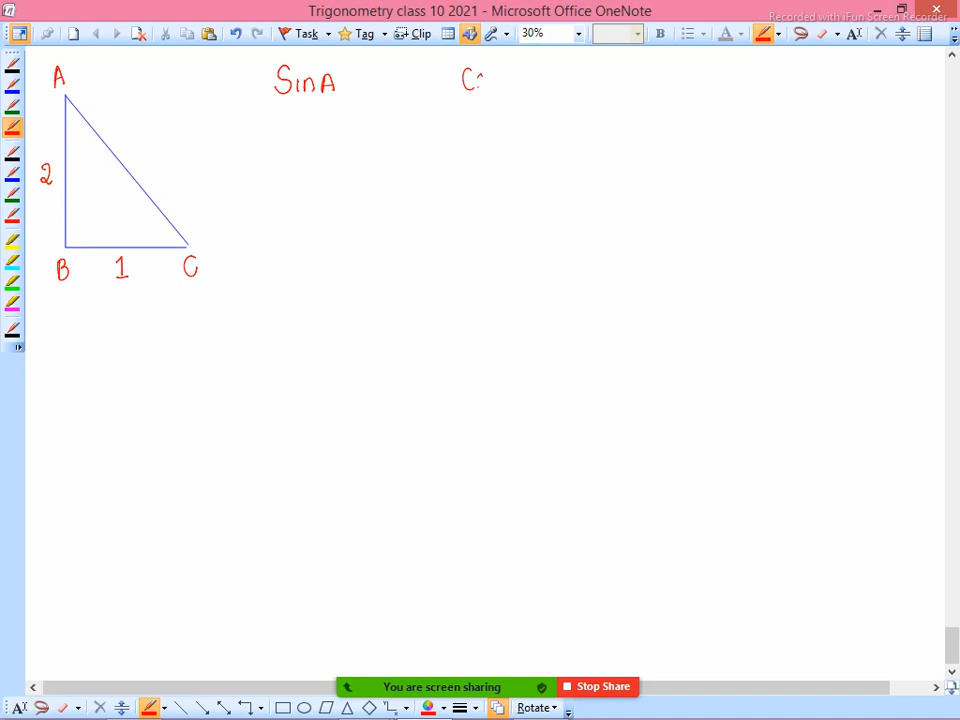 Trigonometry class 10 2021 - Microsoft Office OneNote
Recorded with iFun Screen Recorder
Task Tag Clip 30% B A A
A SinA
2
B 1 C
You are screen sharing Stop Share
A Rotate